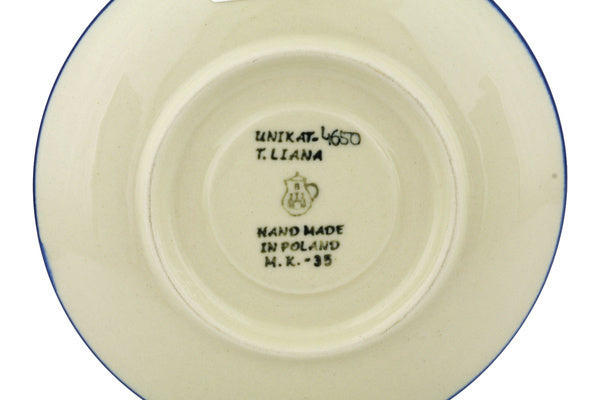 UNIKAT-4650
T. LIANA
HAND MADE
IN POLAND
M.K.-35